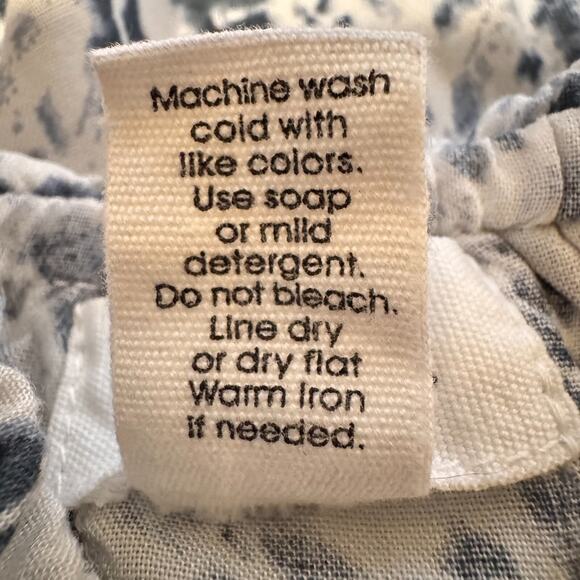 Machine wash
cold with
like colors.
Use soap
or mild
detergent.
Do not bleach.
Line dry
or dry flat
Warm Iron
if needed.